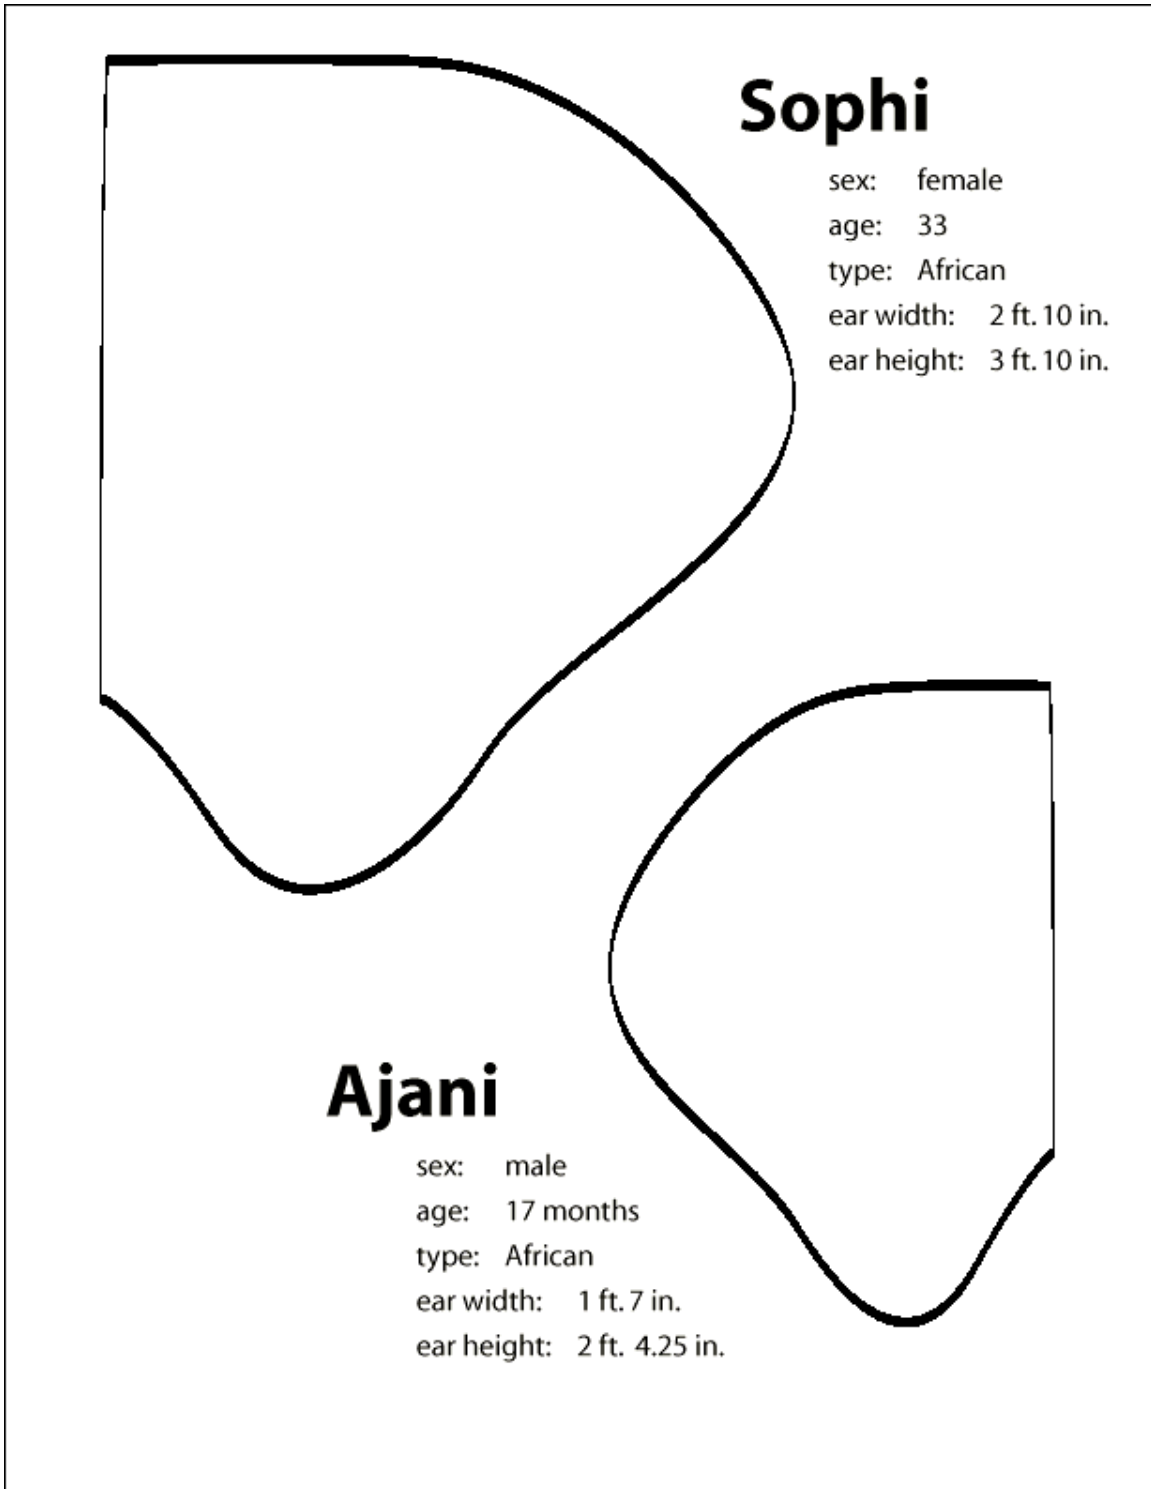 Sophi
sex: female
age: 33
type: African
ear width: 2 ft. 10 in.
ear height: 3 ft. 10 in.
Ajani
sex: male
age: 17 months
type: African
ear width: 1 ft. 7 in.
ear height: 2 ft. 4.25 in.